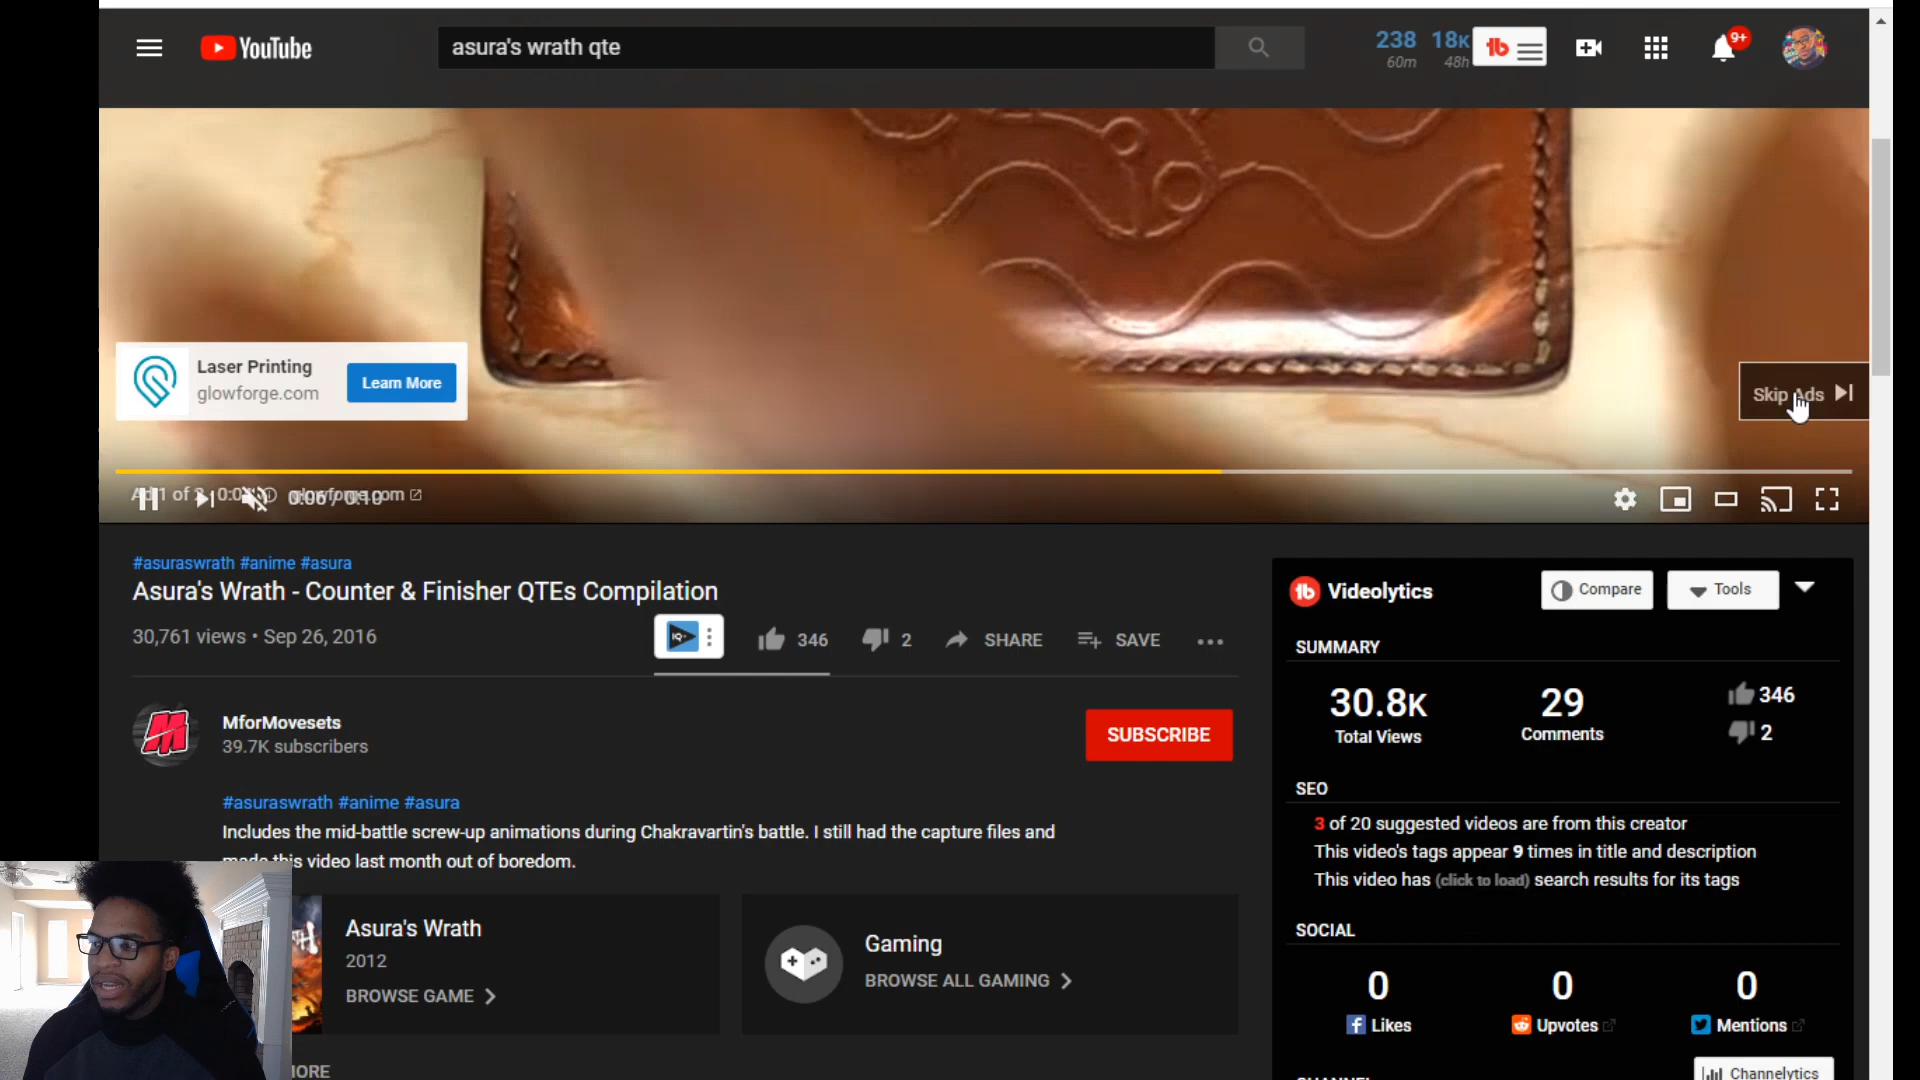 YouTube
asura's wrath qte
238
60m
18K
48h
9+
Laser Printing
glowforge.com
Learn More
Skip Ads
#asuraswrath #anime #asura
Asura's Wrath - Counter & Finisher QTEs Compilation
30,761 views • Sep 26, 2016
IQ
346
2
SHARE
SAVE
MforMovesets
39.7K subscribers
SUBSCRIBE
#asuraswrath #anime #asura
Includes the mid-battle screw-up animations during Chakravartin's battle. I still had the capture files and
made this video last month out of boredom.
Asura's Wrath
2012
BROWSE GAME
Gaming
BROWSE ALL GAMING
Videolytics
Compare
Tools
SUMMARY
30.8K
Total Views
29
Comments
346
2
SEO
3 of 20 suggested videos are from this creator
This video's tags appear 9 times in title and description
This video has (click to load) search results for its tags
SOCIAL
0
Likes
0
Upvotes
0
Mentions
Channelytics